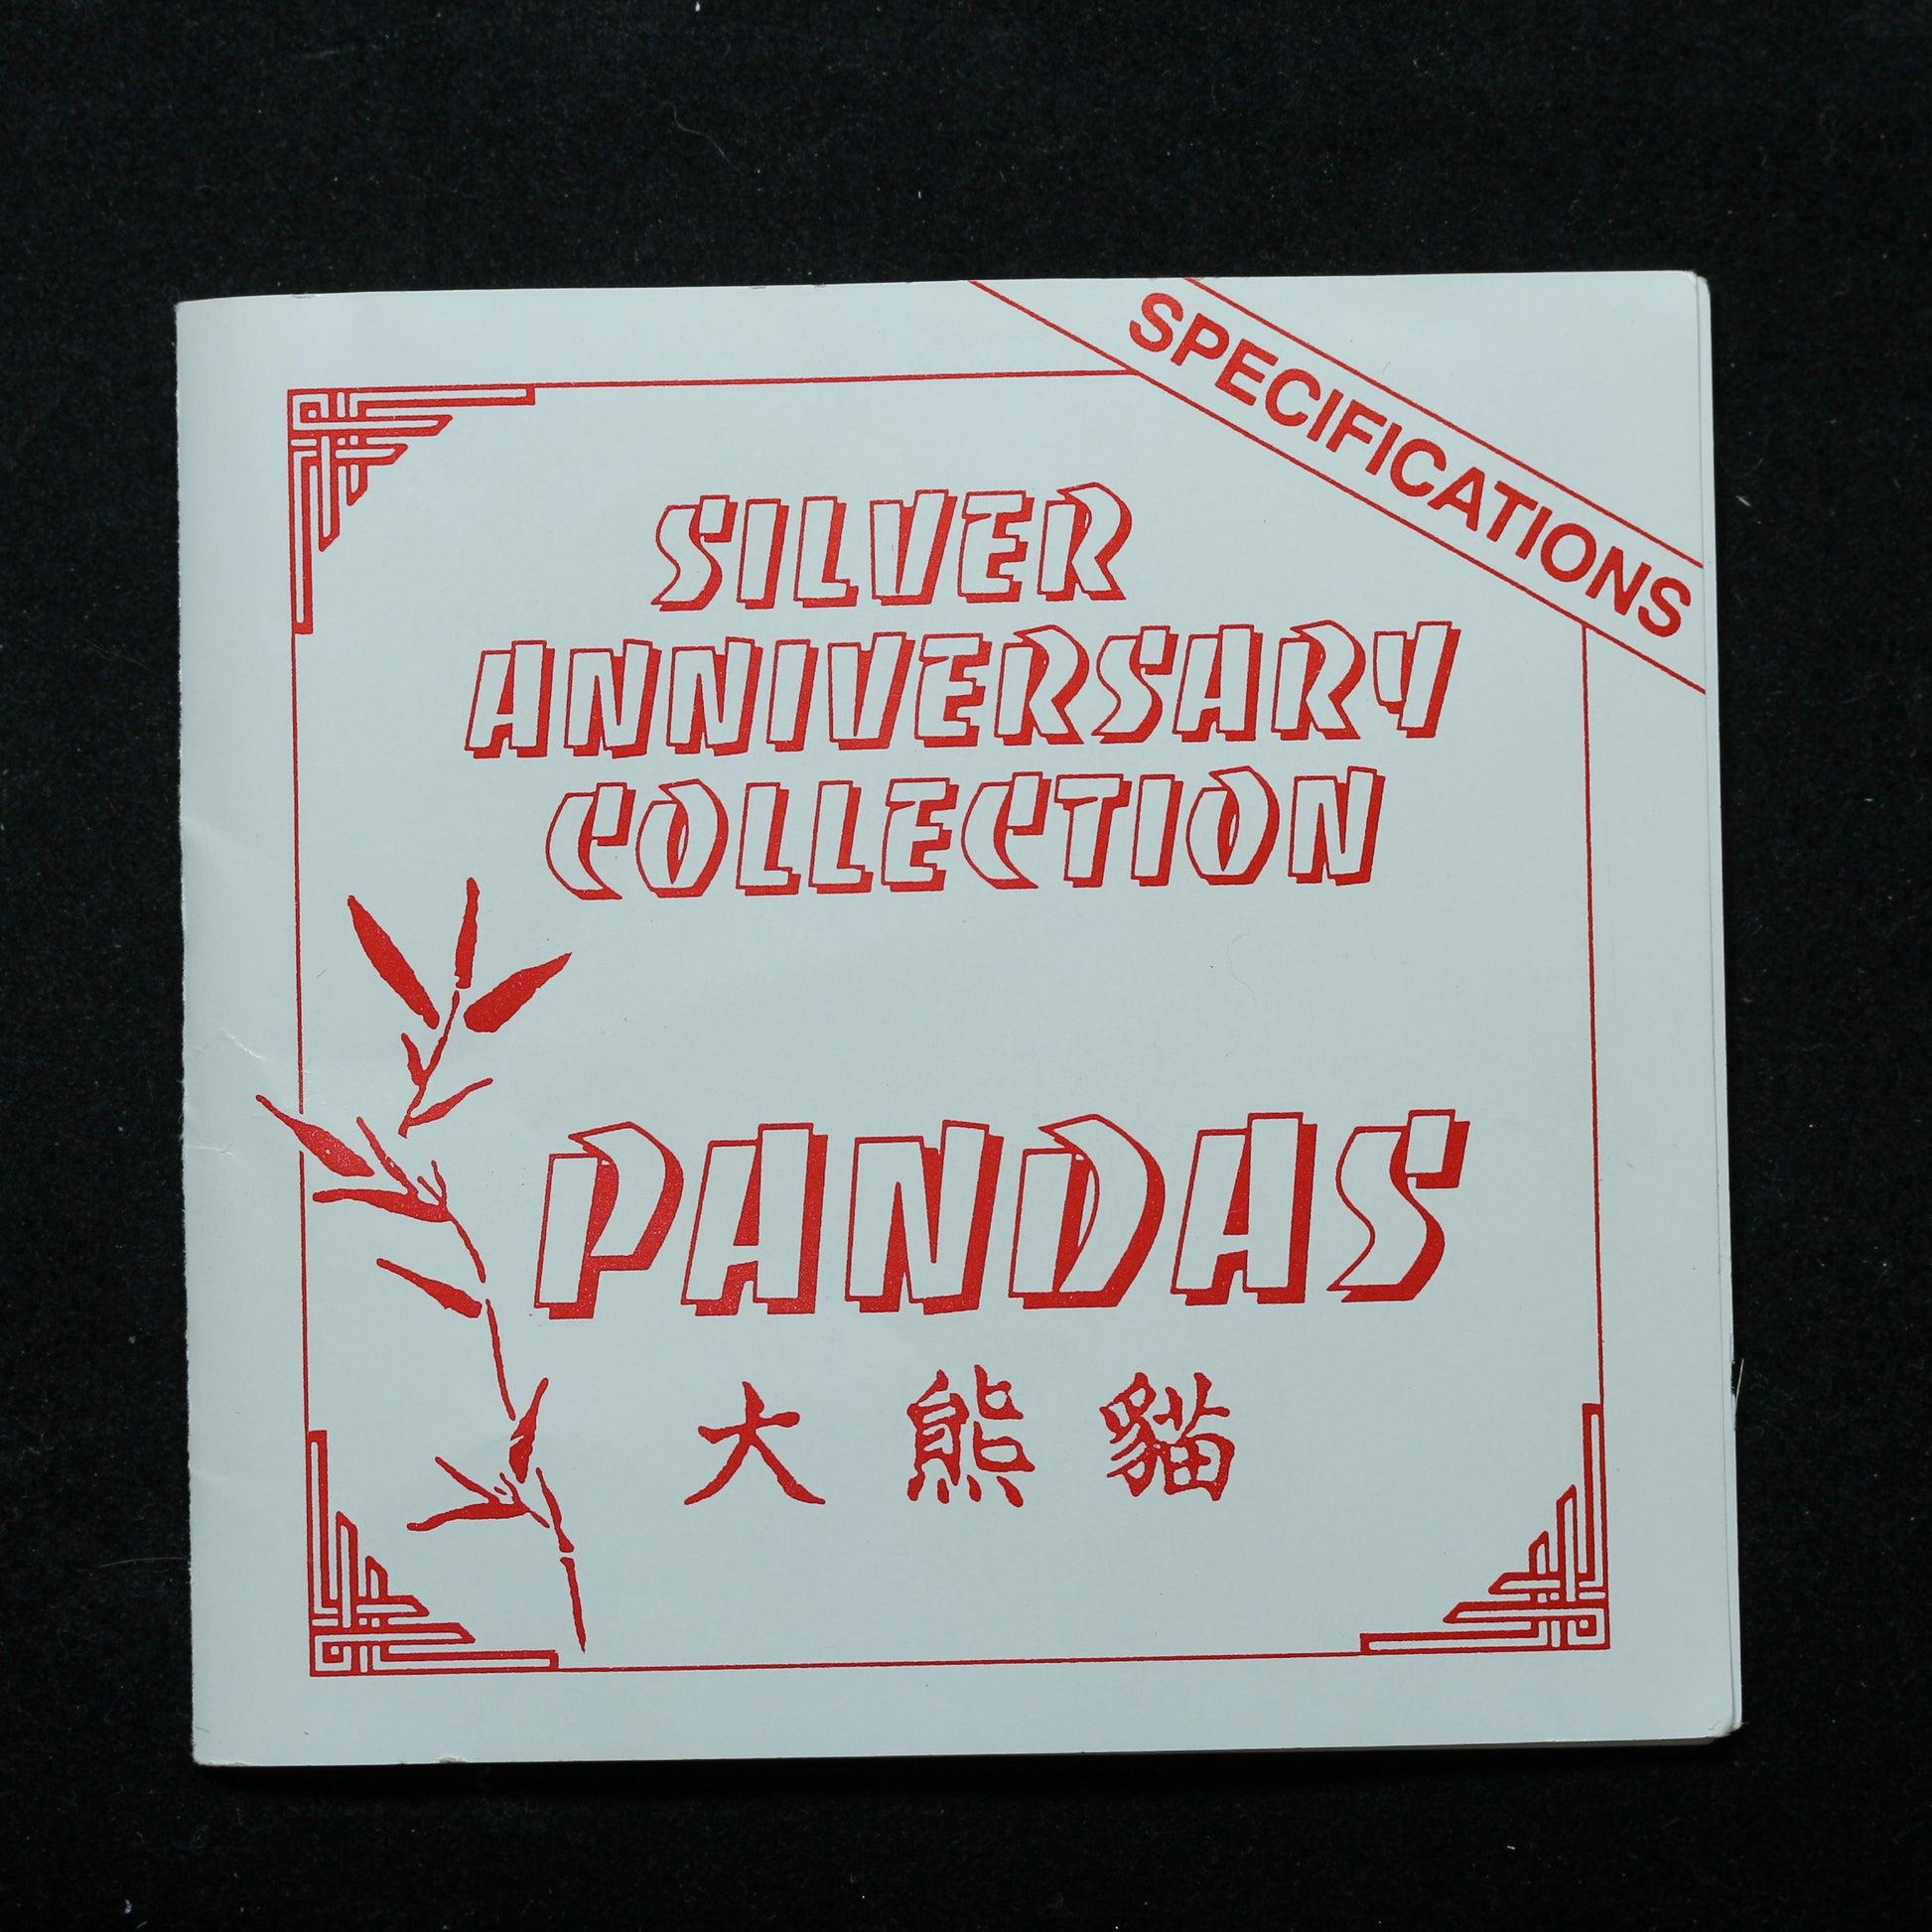 SPECIFICATIONS
SILVER
ANNIVERSARY
COLLECTION
PANDAS
大熊貓